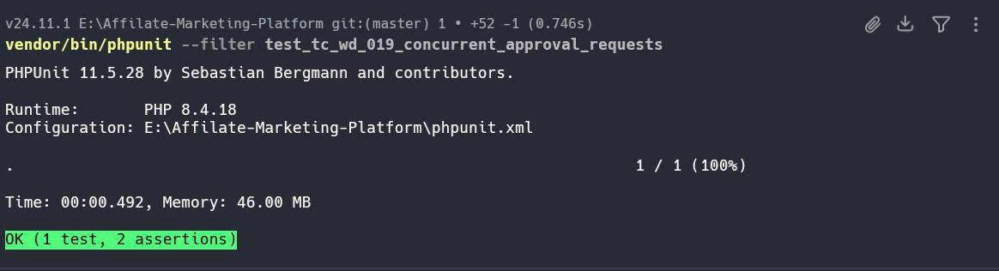 v24.11.1 E:\Affilate-Marketing-Platform git:(master) 1 • +52 -1 (0.746s)
vendor/bin/phpunit --filter test_tc_wd_019_concurrent_approval_requests
PHPUnit 11.5.28 by Sebastian Bergmann and contributors.
Runtime: PHP 8.4.18
Configuration: E:\Affilate-Marketing-Platform\phpunit.xml
. 1 / 1 (100%)
Time: 00:00.492, Memory: 46.00 MB
OK (1 test, 2 assertions)